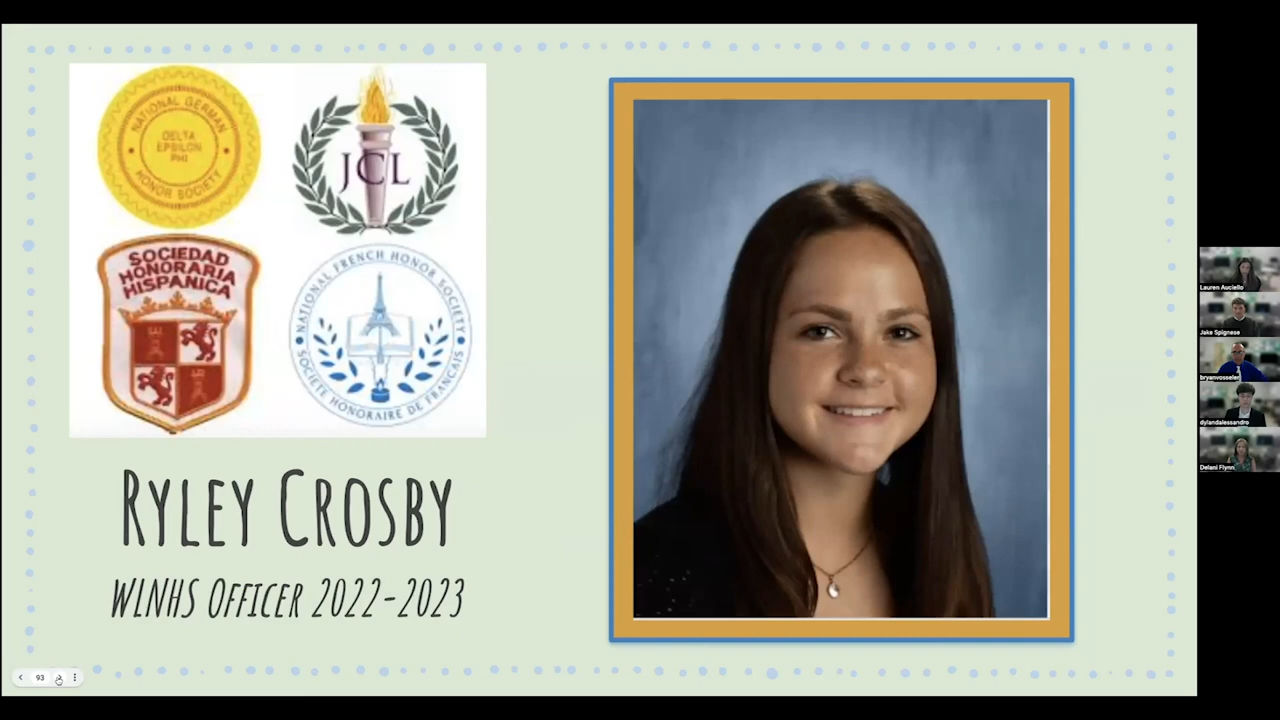 NATIONAL GERMAN
DELTA
EPSILON
PHI
HONOR SOCIETY
JCL
SOCIEDAD
HONORARIA
HISPANICA
NATIONAL FRENCH HONOR SOCIETY
SOCIÉTÉ HONORAIRE DE FRANÇAIS
RYLEY CROSBY
WLNHS OFFICER 2022-2023
93
Lauren Auciello
Jake Spignese
bryanvosseler
dylandalessandro
Delani Flynn